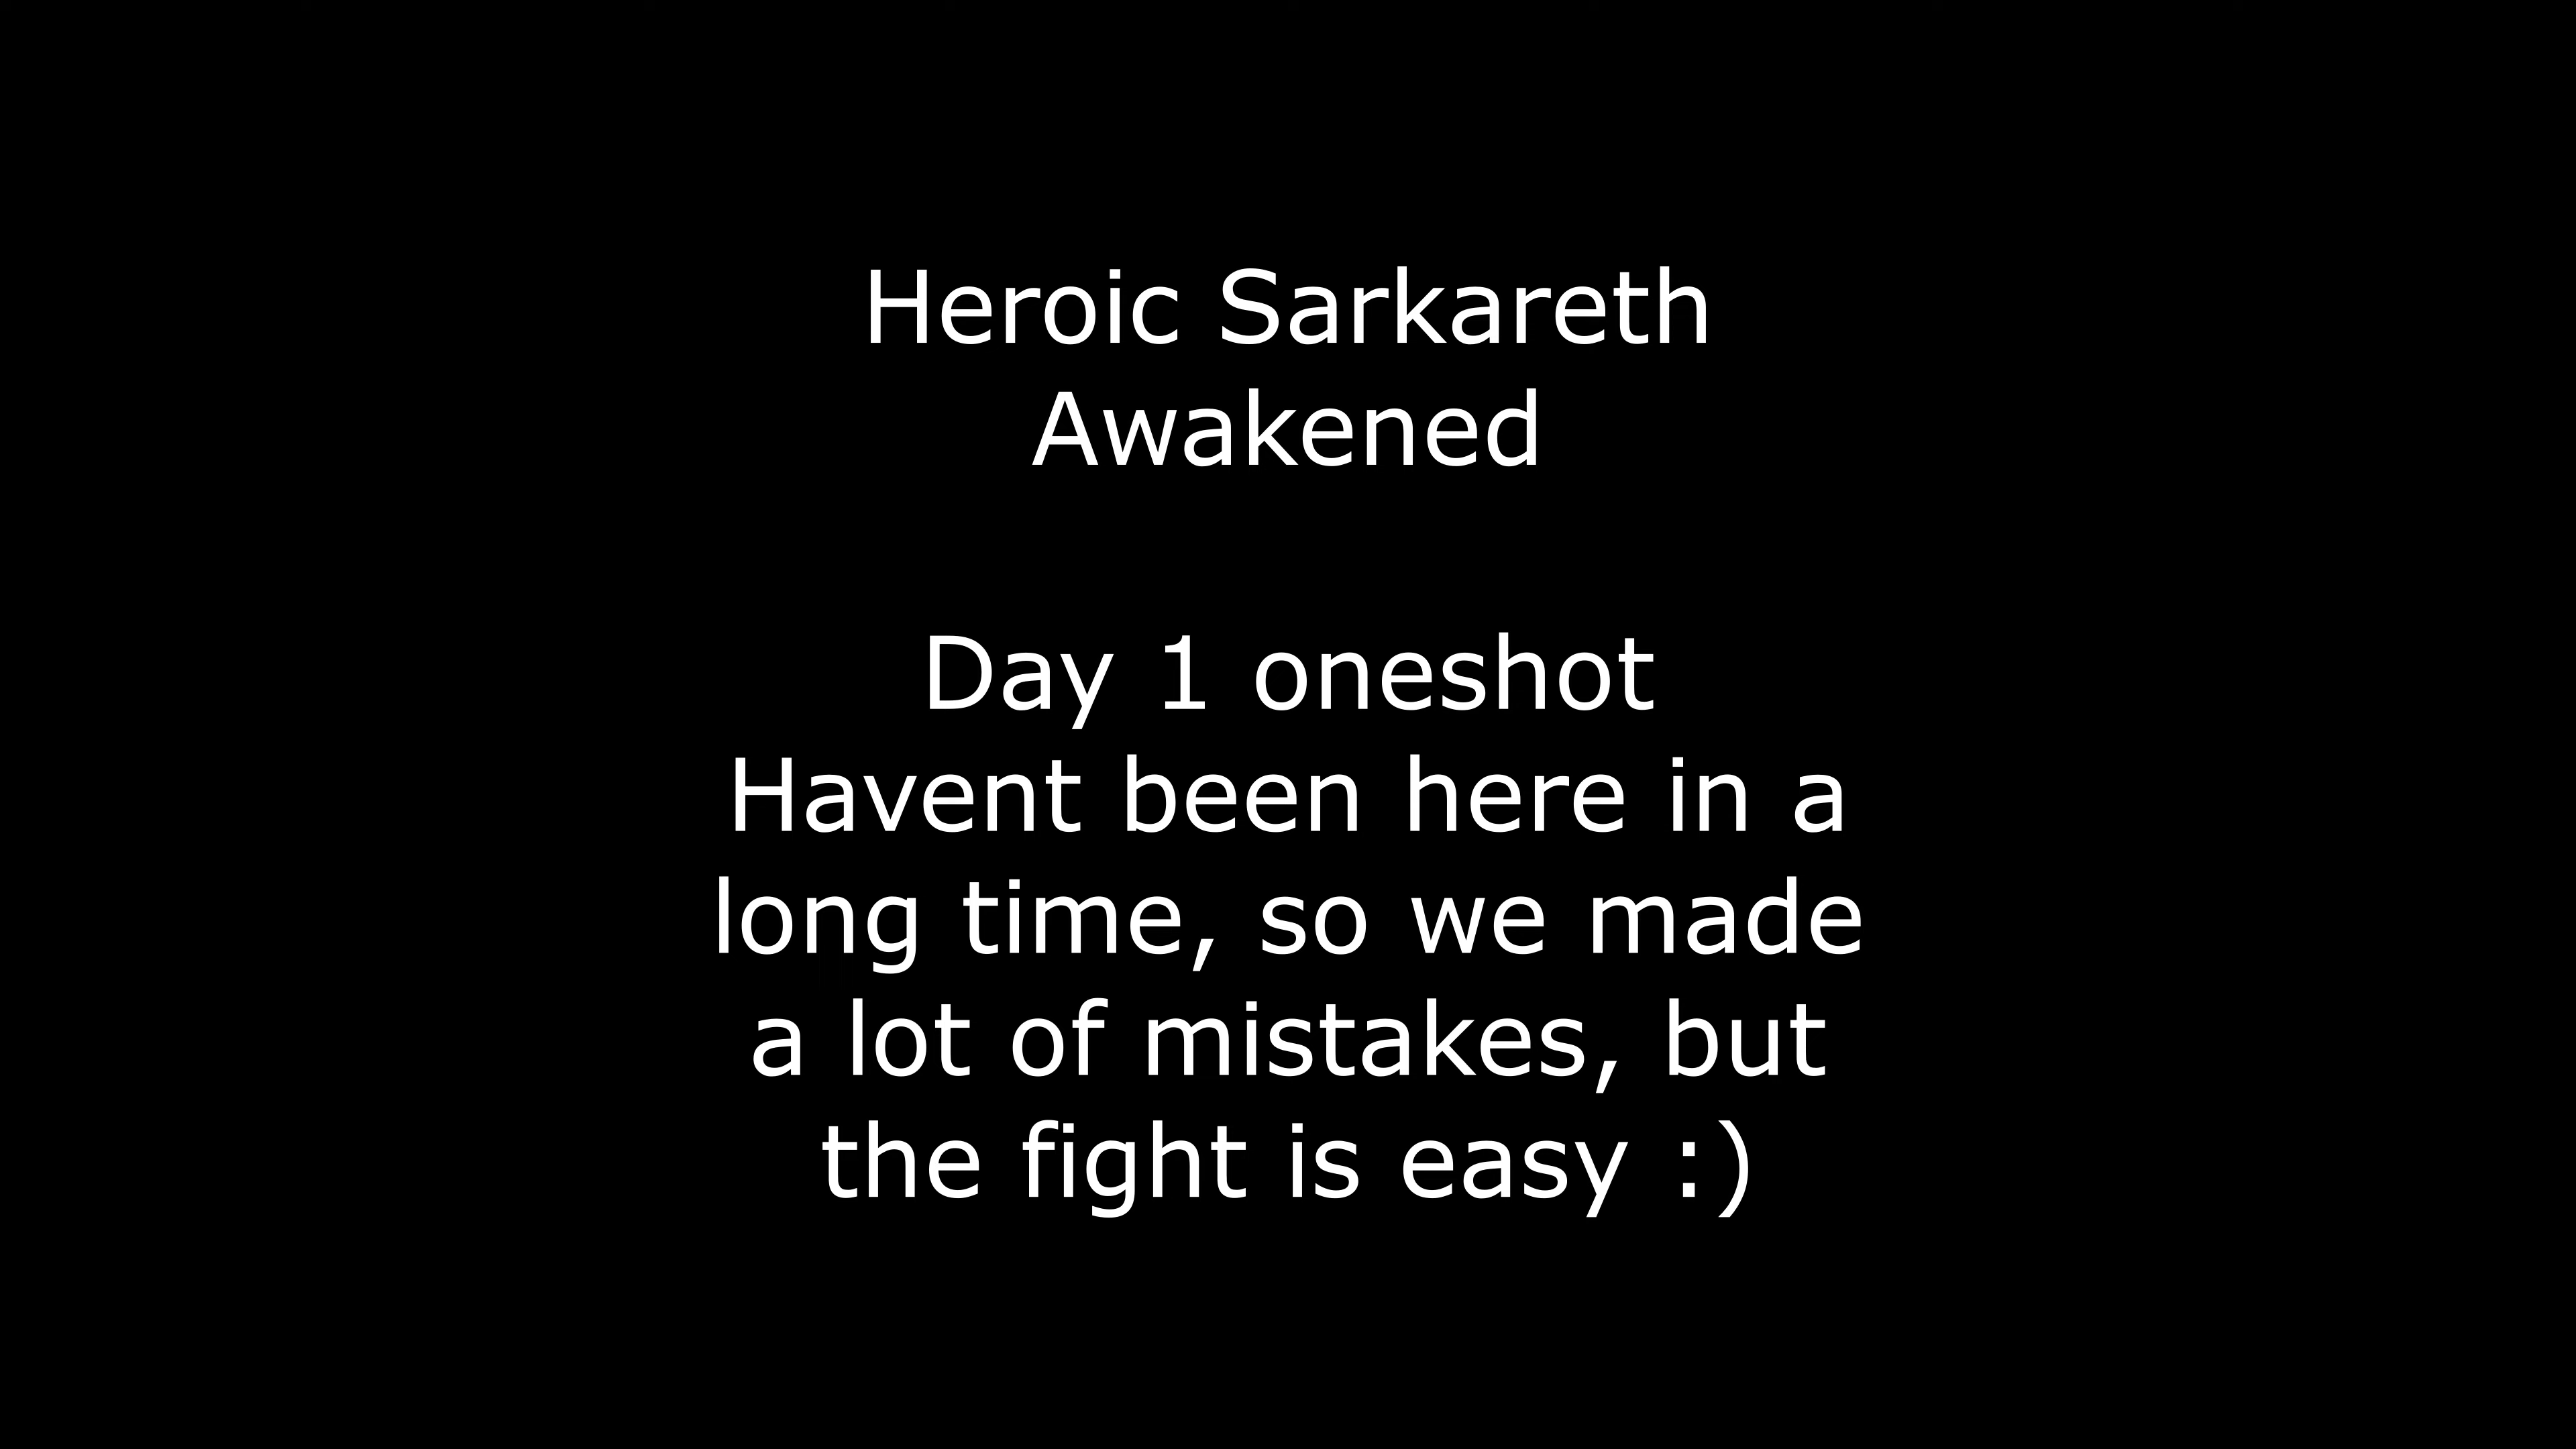 Heroic Sarkareth
Awakened
Day 1 oneshot
Havent been here in a
long time, so we made
a lot of mistakes, but
the fight is easy :)